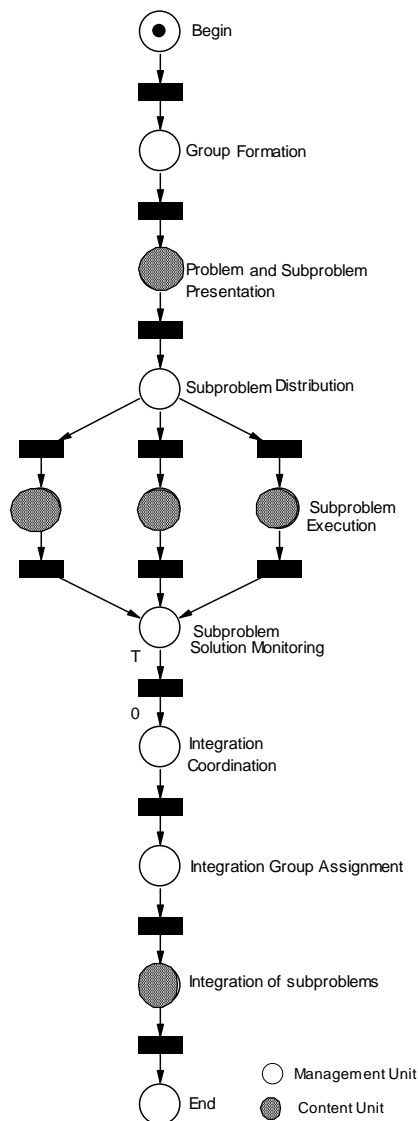 Begin
Group Formation
Problem and Subproblem
Presentation
Subproblem Distribution
Subproblem
Execution
Subproblem
Solution Monitoring
T
0
Integration
Coordination
Integration Group Assignment
Integration of subproblems
Management Unit
End
Content Unit